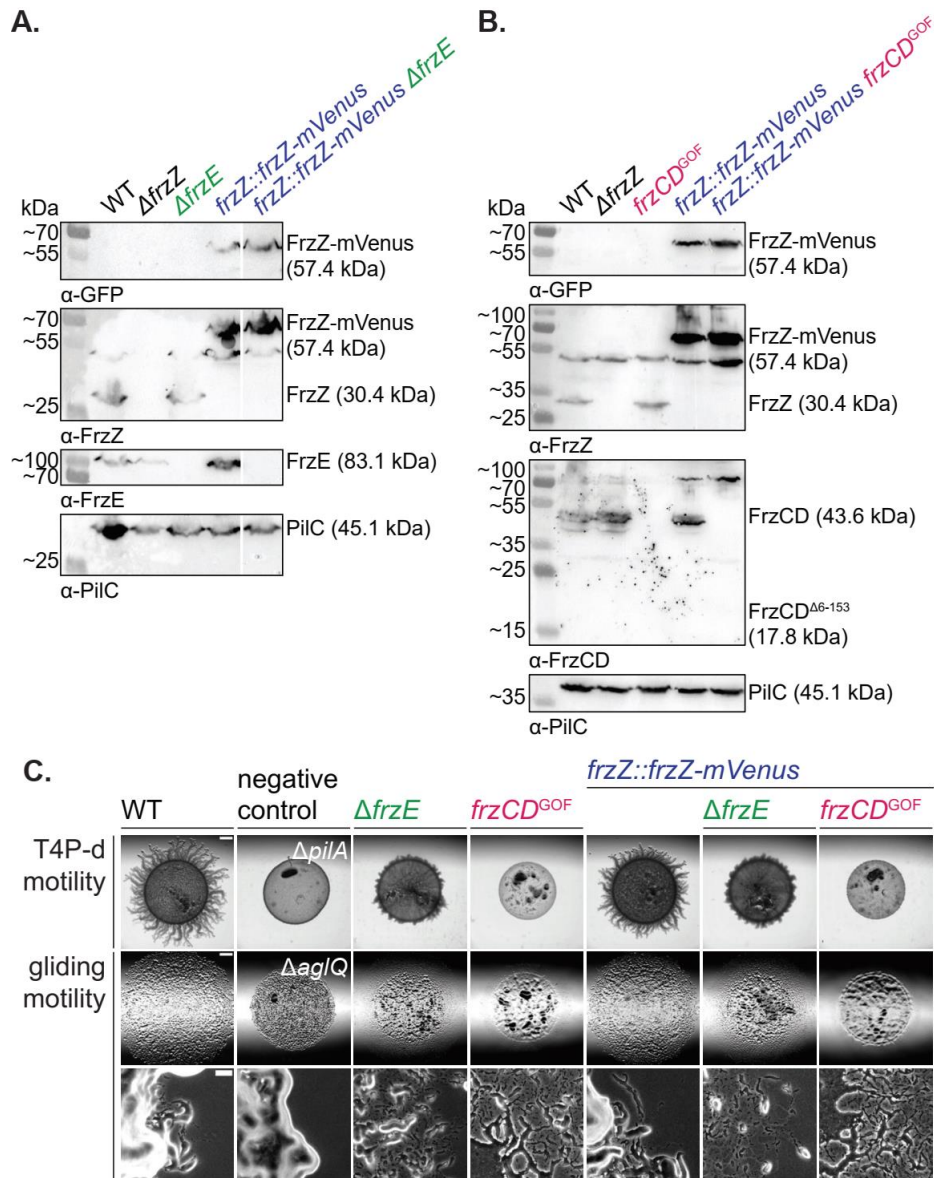 A.
WT
ΔfrzZ
ΔfrzE
frzZ::frzZ-mVenus
frzZ::frzZ-mVenus ΔfrzE
kDa
~70
~55
FrzZ-mVenus
(57.4 kDa)
α-GFP
~70
~55
~25
FrzZ-mVenus
(57.4 kDa)
FrzZ (30.4 kDa)
α-FrzZ
~100
~70
FrzE (83.1 kDa)
α-FrzE
~25
PilC (45.1 kDa)
α-PilC
B.
WT
ΔfrzZ
frzCD^GOF
frzZ::frzZ-mVenus
frzZ::frzZ-mVenus frzCD^GOF
kDa
~70
~55
FrzZ-mVenus
(57.4 kDa)
α-GFP
~100
~70
~55
~35
~25
FrzZ-mVenus
(57.4 kDa)
FrzZ (30.4 kDa)
α-FrzZ
~100
~70
~55
~35
~25
~15
FrzCD (43.6 kDa)
FrzCD^Δ6-153
(17.8 kDa)
α-FrzCD
~35
PilC (45.1 kDa)
α-PilC
C.
frzZ::frzZ-mVenus
WT
negative
control
ΔfrzE
frzCD^GOF
ΔfrzE
frzCD^GOF
T4P-d
motility
ΔpilA
gliding
motility
ΔaglQ